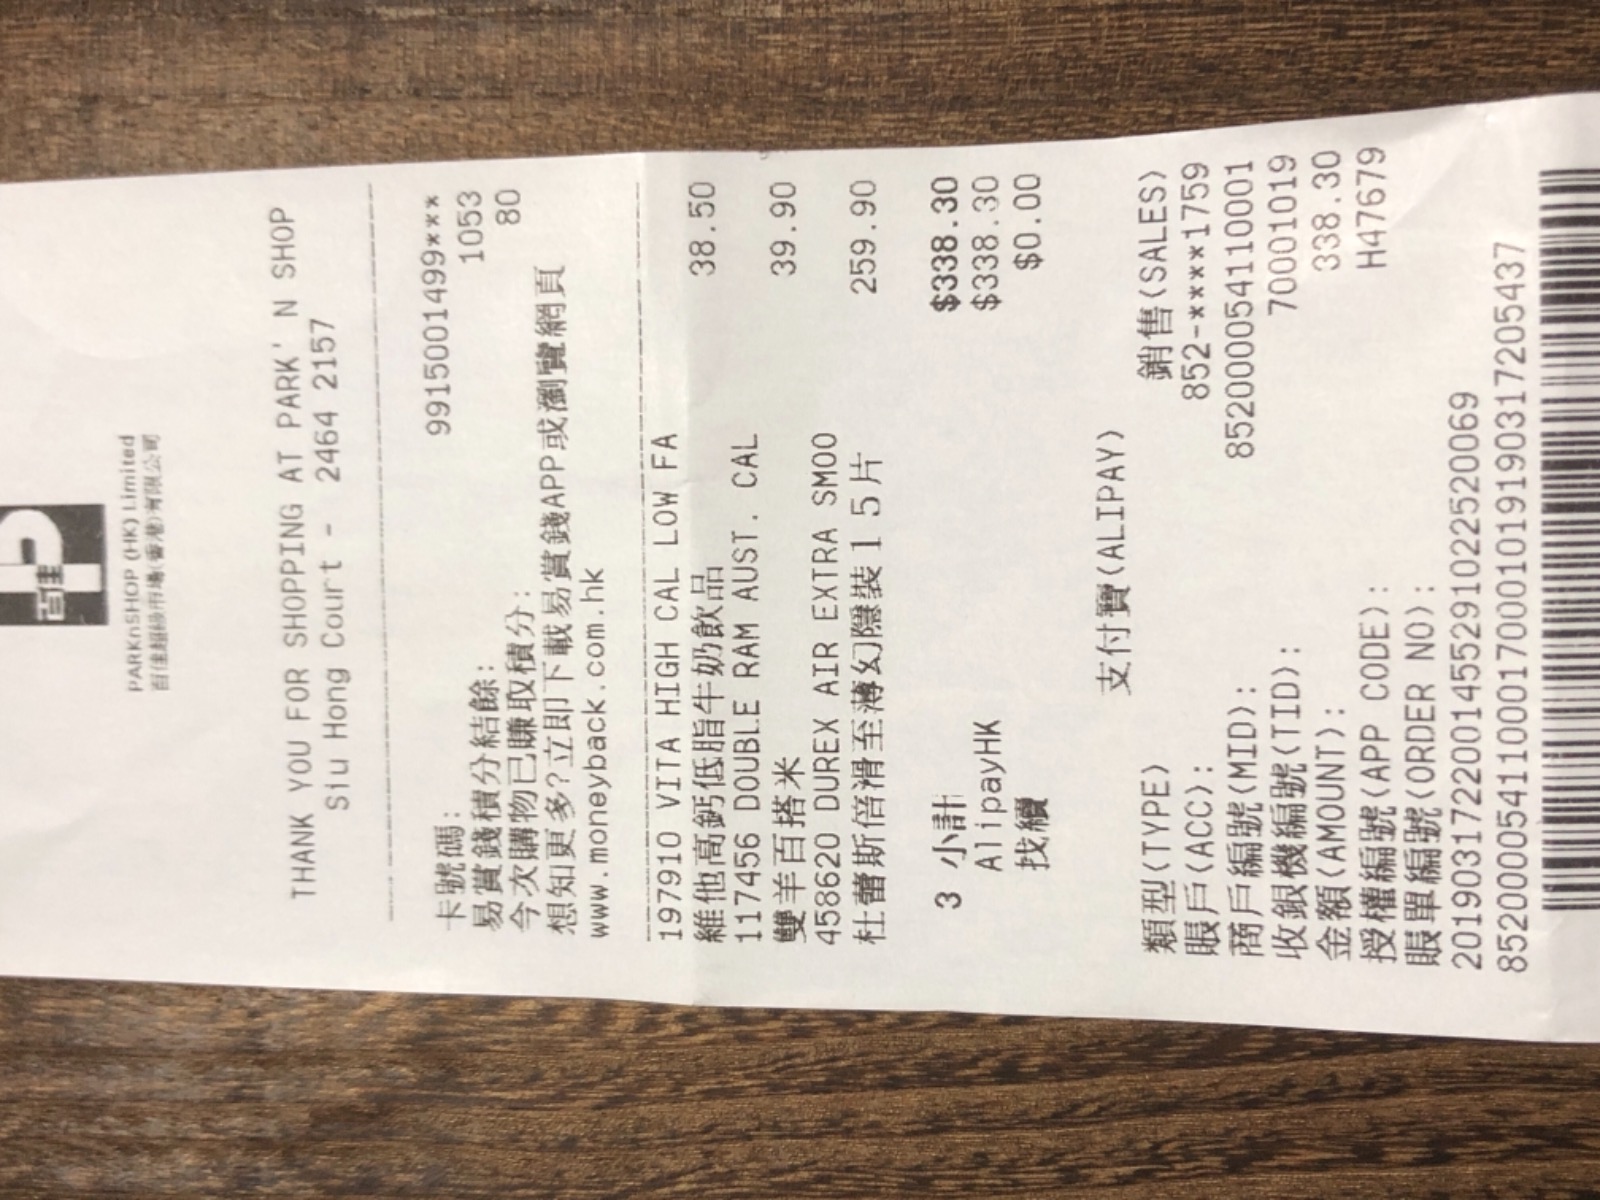 百佳
PARKnSHOP (HK) Limited
百佳超級市場(香港)有限公司
THANK YOU FOR SHOPPING AT PARK' N SHOP
Siu Hong Court - 2464 2157
卡號碼: 9915001499***
易賞錢積分結餘: 1053
今次購物已賺取積分: 80
想知更多?立即下載易賞錢APP或瀏覽網頁
www.moneyback.com.hk
197910 VITA HIGH CAL LOW FA
維他高鈣低脂牛奶飲品 38.50
117456 DOUBLE RAM AUST. CAL
雙羊百搭米 39.90
458620 DUREX AIR EXTRA SMOO
杜蕾斯倍滑至薄幻隱裝15片 259.90
3 小計 $338.30
AlipayHK $338.30
找續 $0.00
支付寶(ALIPAY)
類型(TYPE) 銷售(SALES)
賬戶(ACC): 852-****1759
商戶編號(MID): 852000054110001
收銀機編號(TID): 70001019
金額(AMOUNT): 338.30
授權編號(APP CODE): H47679
賬單編號(ORDER NO):
2019031722001455291022520069
85200005411000170001019190317205437